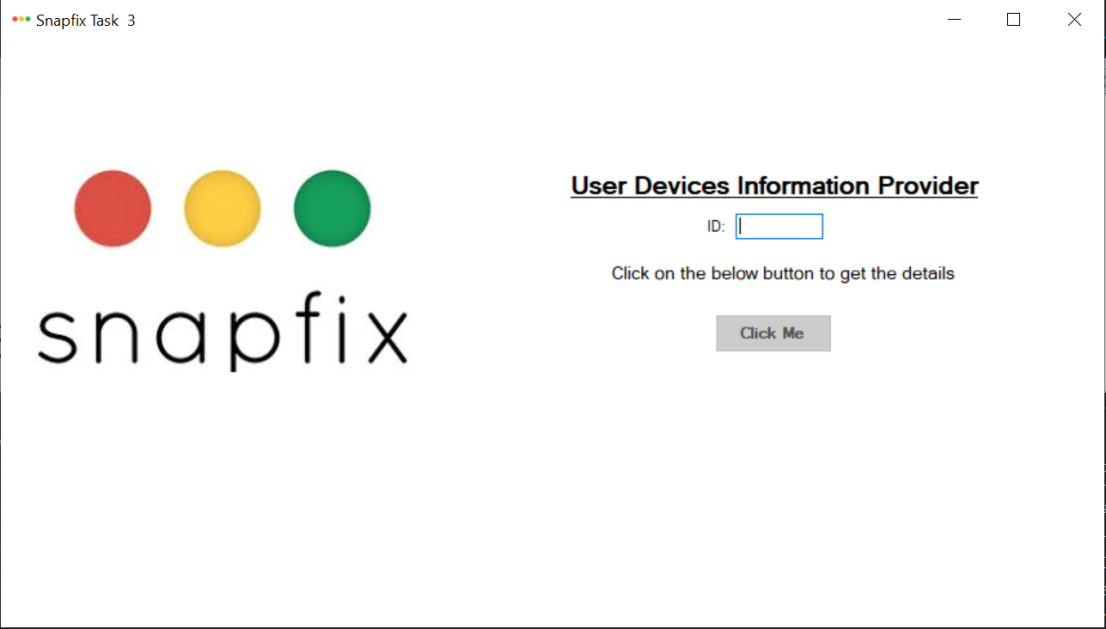 Snapfix Task 3
snapfix
User Devices Information Provider
ID:
Click on the below button to get the details
Click Me